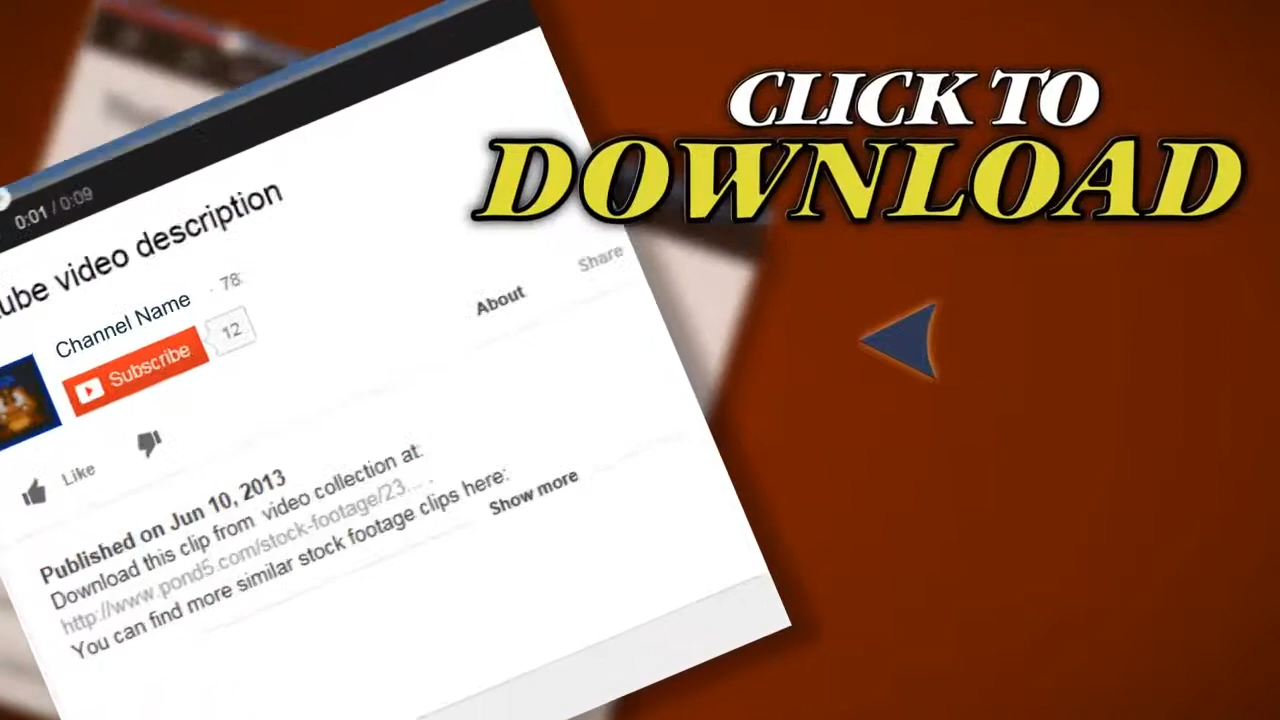 CLICK TO
DOWNLOAD
0:01 / 0:09
ube video description
Channel Name
Subscribe
12
About
Share
Like
Published on Jun 10, 2013
Download this clip from video collection at:
http://www.pond5.com/stock-footage/23...
You can find more similar stock footage clips here:
Show more